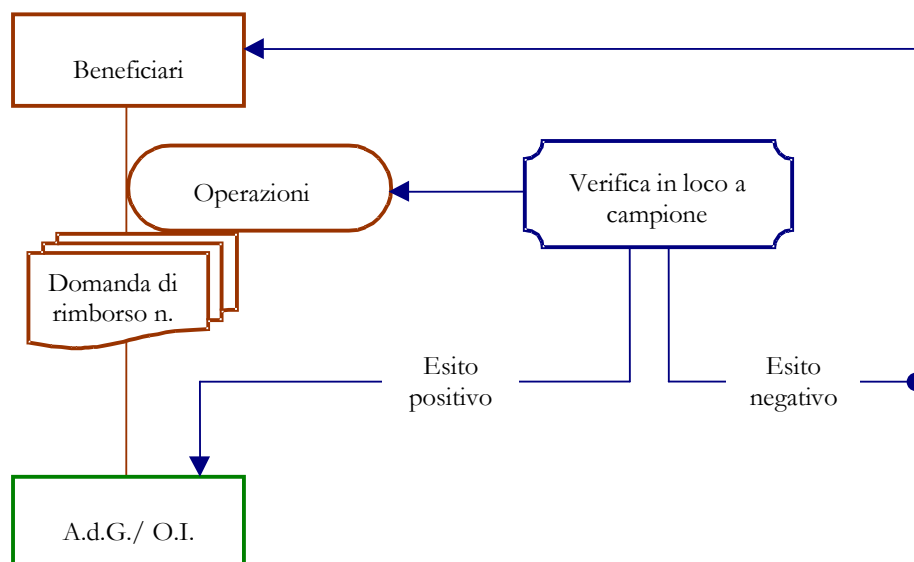 Beneficiari
Operazioni
Verifica in loco a
campione
Domanda di
rimborso n.
Esito
positivo
Esito
negativo
A.d.G./ O.I.